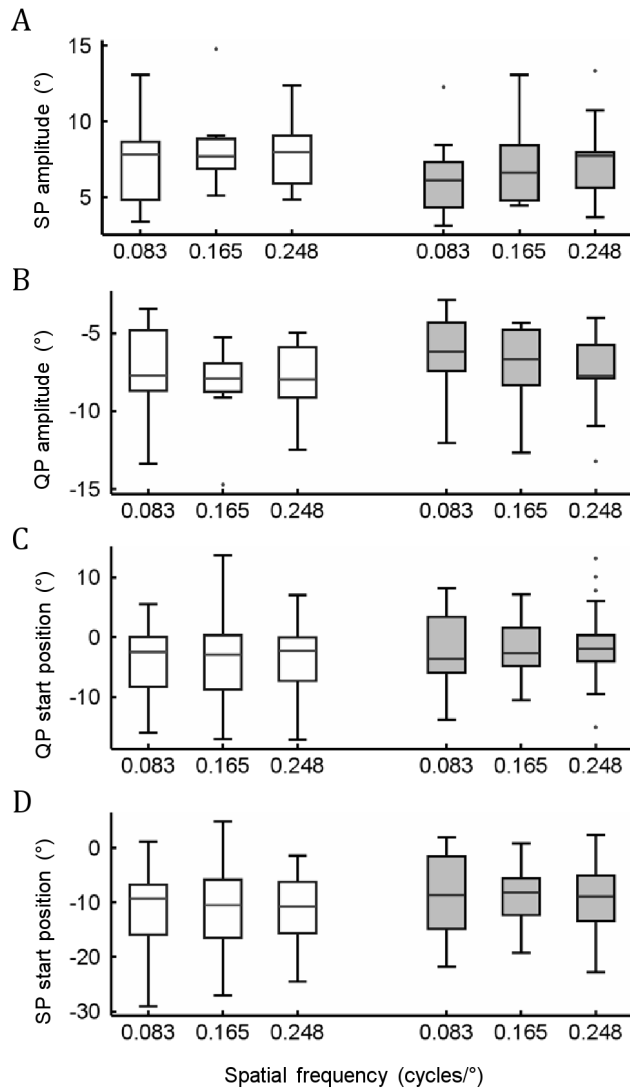 A
SP amplitude (°)
15
10
5
0.083 0.165 0.248 0.083 0.165 0.248
B
QP amplitude (°)
-5
-10
-15
0.083 0.165 0.248 0.083 0.165 0.248
C
QP start position (°)
10
0
-10
0.083 0.165 0.248 0.083 0.165 0.248
D
SP start position (°)
0
-10
-20
-30
0.083 0.165 0.248 0.083 0.165 0.248
Spatial frequency (cycles/°)